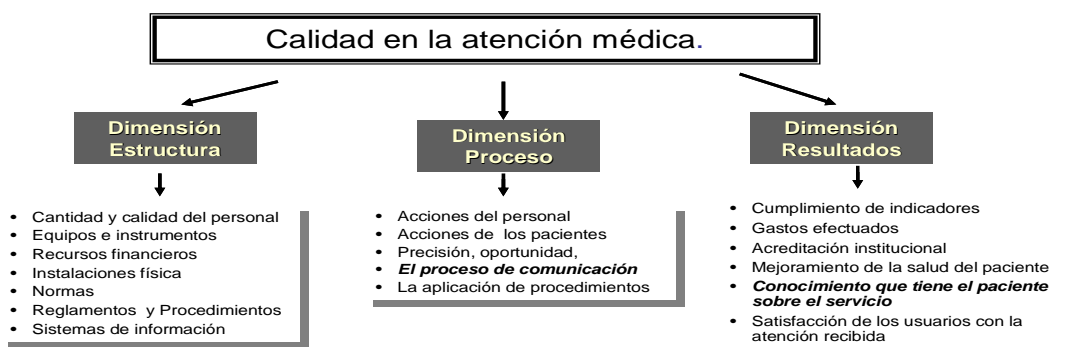 Calidad en la atención médica.
Dimensión
Estructura
• Cantidad y calidad del personal
• Equipos e instrumentos
• Recursos financieros
• Instalaciones física
• Normas
• Reglamentos y Procedimientos
• Sistemas de información
Dimensión
Proceso
• Acciones del personal
• Acciones de los pacientes
• Precisión, oportunidad,
• El proceso de comunicación
• La aplicación de procedimientos
Dimensión
Resultados
• Cumplimiento de indicadores
• Gastos efectuados
• Acreditación institucional
• Mejoramiento de la salud del paciente
• Conocimiento que tiene el paciente
sobre el servicio
• Satisfacción de los usuarios con la
atención recibida